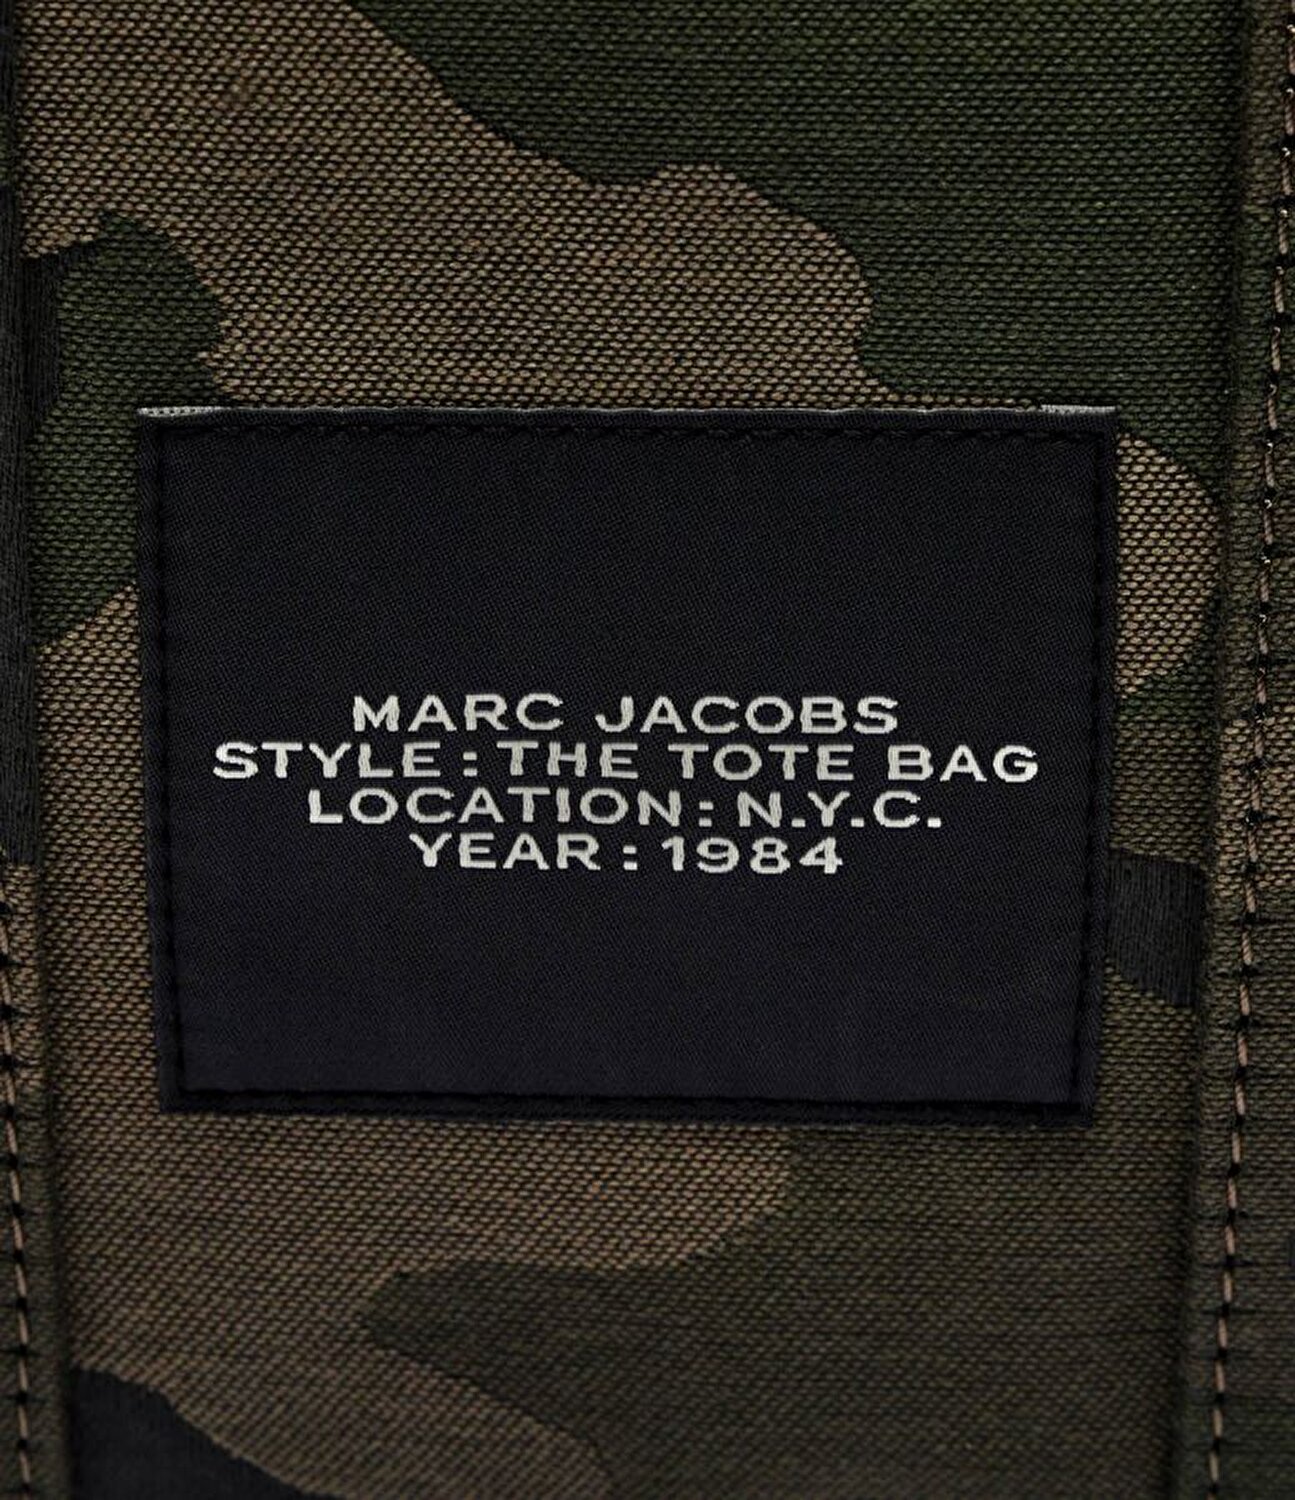 MARC JACOBS
STYLE : THE TOTE BAG
LOCATION : N.Y.C.
YEAR : 1984